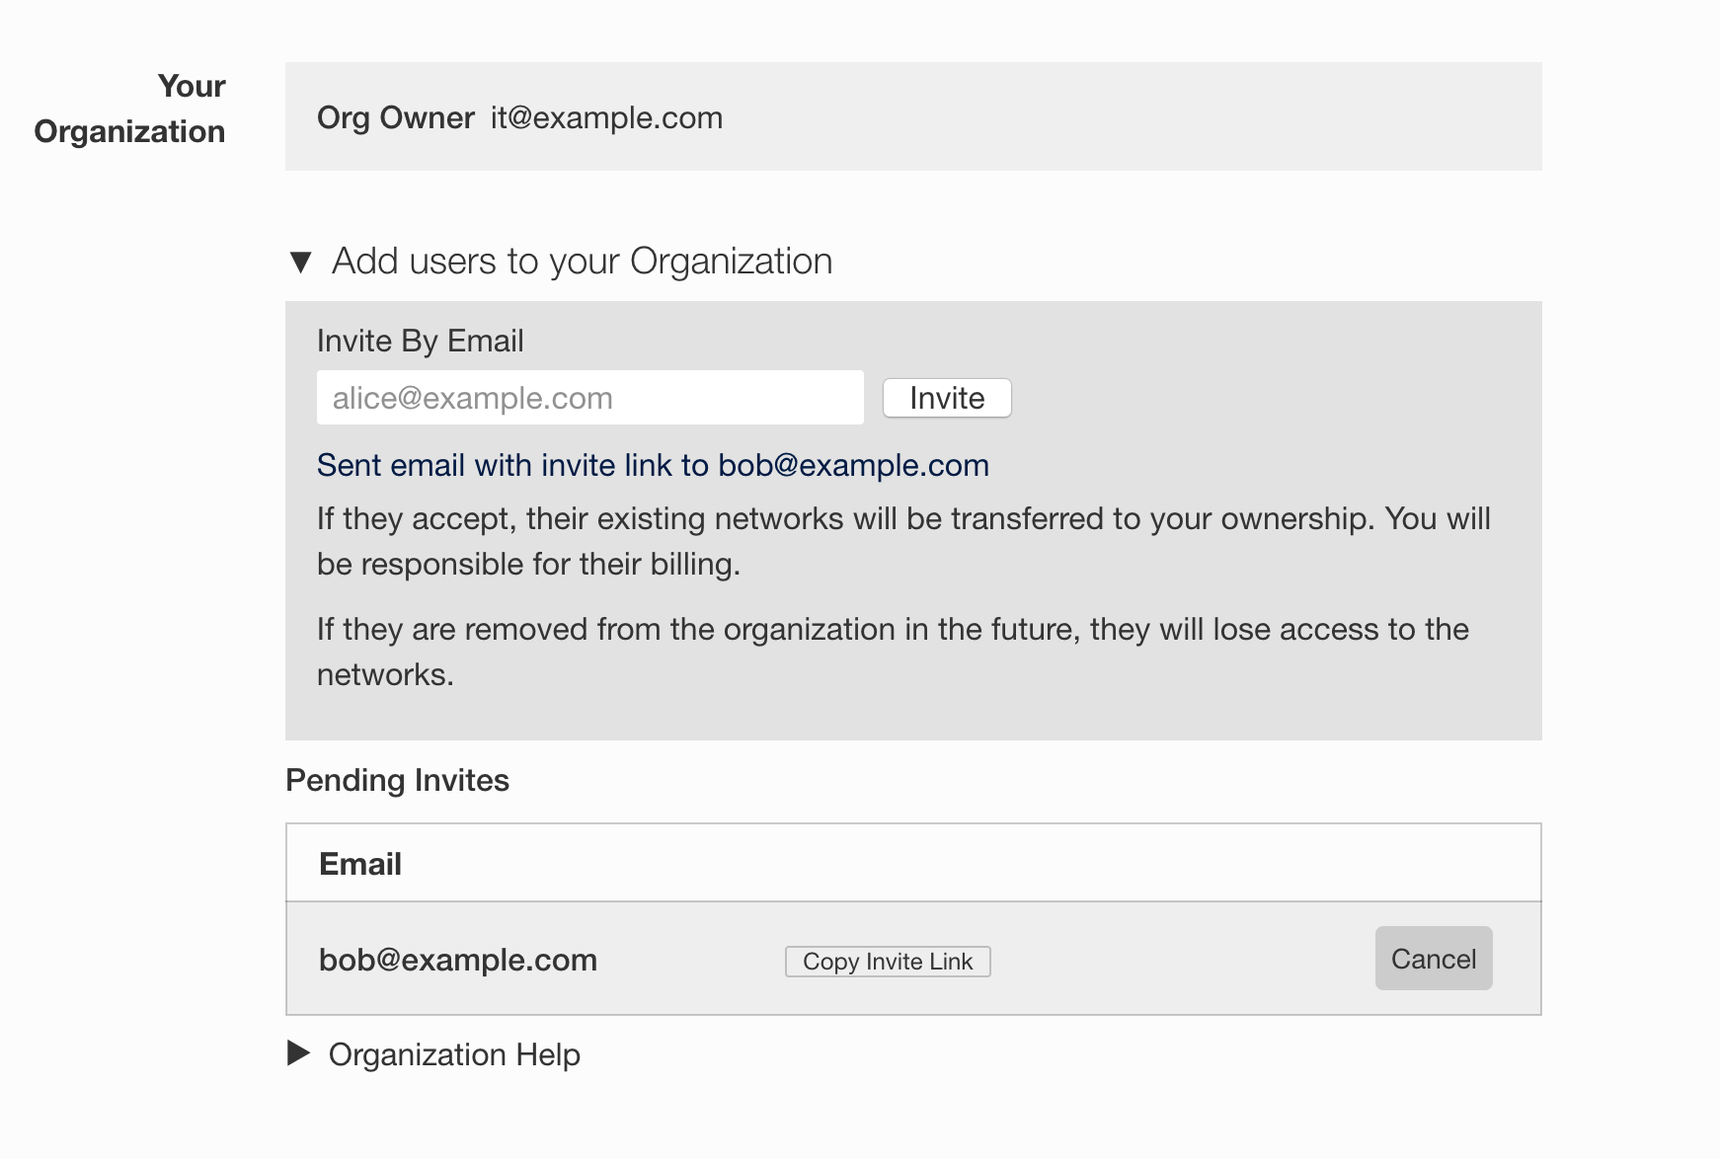 Your
Organization
Org Owner it@example.com
▼ Add users to your Organization
Invite By Email
alice@example.com Invite
Sent email with invite link to bob@example.com
If they accept, their existing networks will be transferred to your ownership. You will
be responsible for their billing.
If they are removed from the organization in the future, they will lose access to the
networks.
Pending Invites
Email
bob@example.com Copy Invite Link Cancel
▶ Organization Help